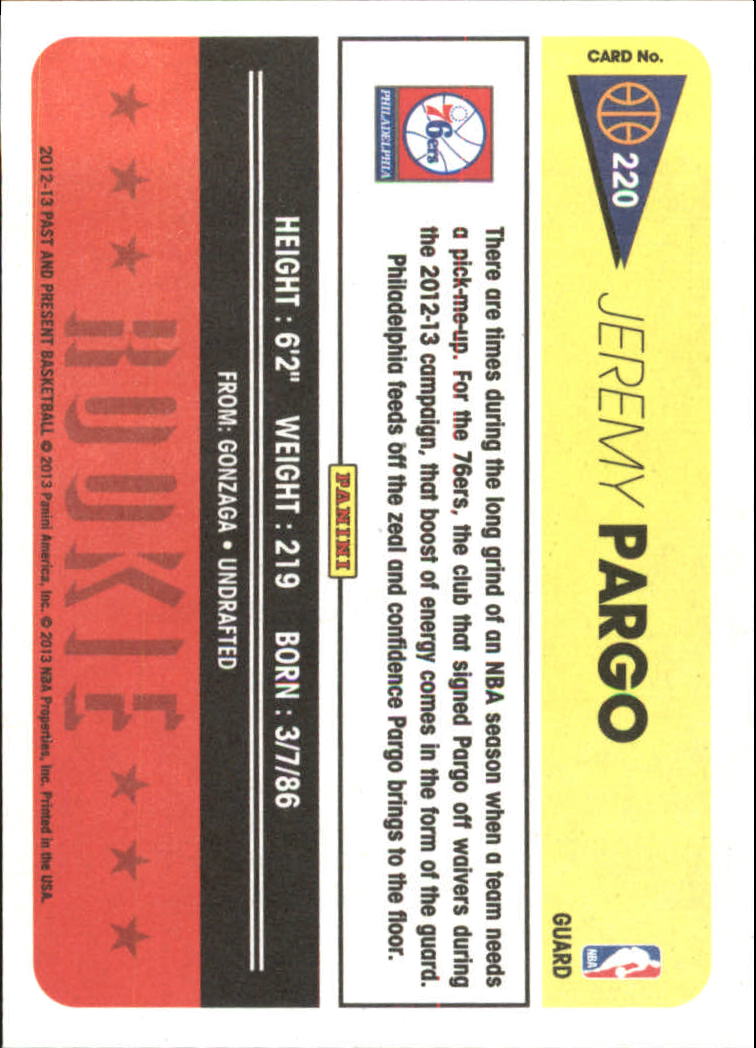 CARD No.
220
JEREMY PARGO
NBA
GUARD
76ers
PHILADELPHIA
There are times during the long grind of an NBA season when a team needs
a pick-me-up. For the 76ers, the club that signed Pargo off waivers during
the 2012-13 campaign, that boost of energy comes in the form of the guard.
Philadelphia feeds off the zeal and confidence Pargo brings to the floor.
PANINI
HEIGHT : 6'2" WEIGHT : 219 BORN : 3/7/86
FROM: GONZAGA • UNDRAFTED
ROOKIE
2012-13 PAST AND PRESENT BASKETBALL © 2013 Panini America, Inc. © 2013 NBA Properties, Inc. Printed in the USA.